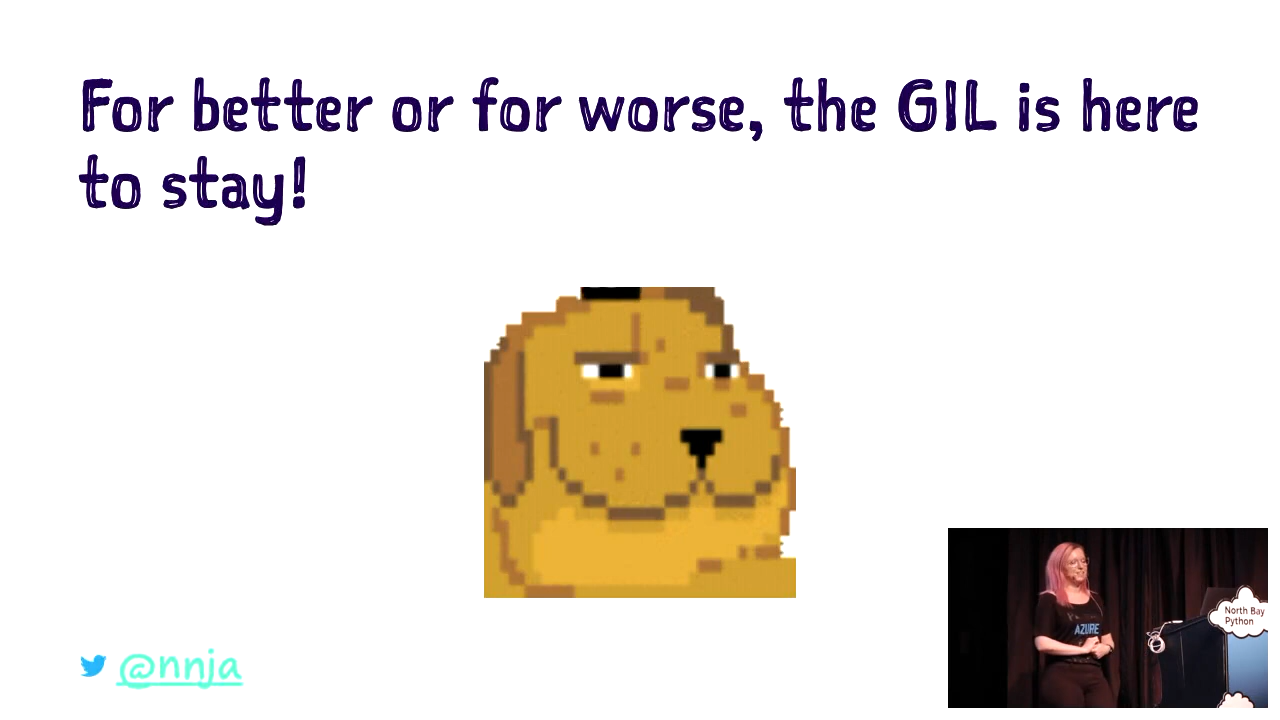 For better or for worse, the GIL is here
to stay!
@nnja
AZURE
North Bay
Python